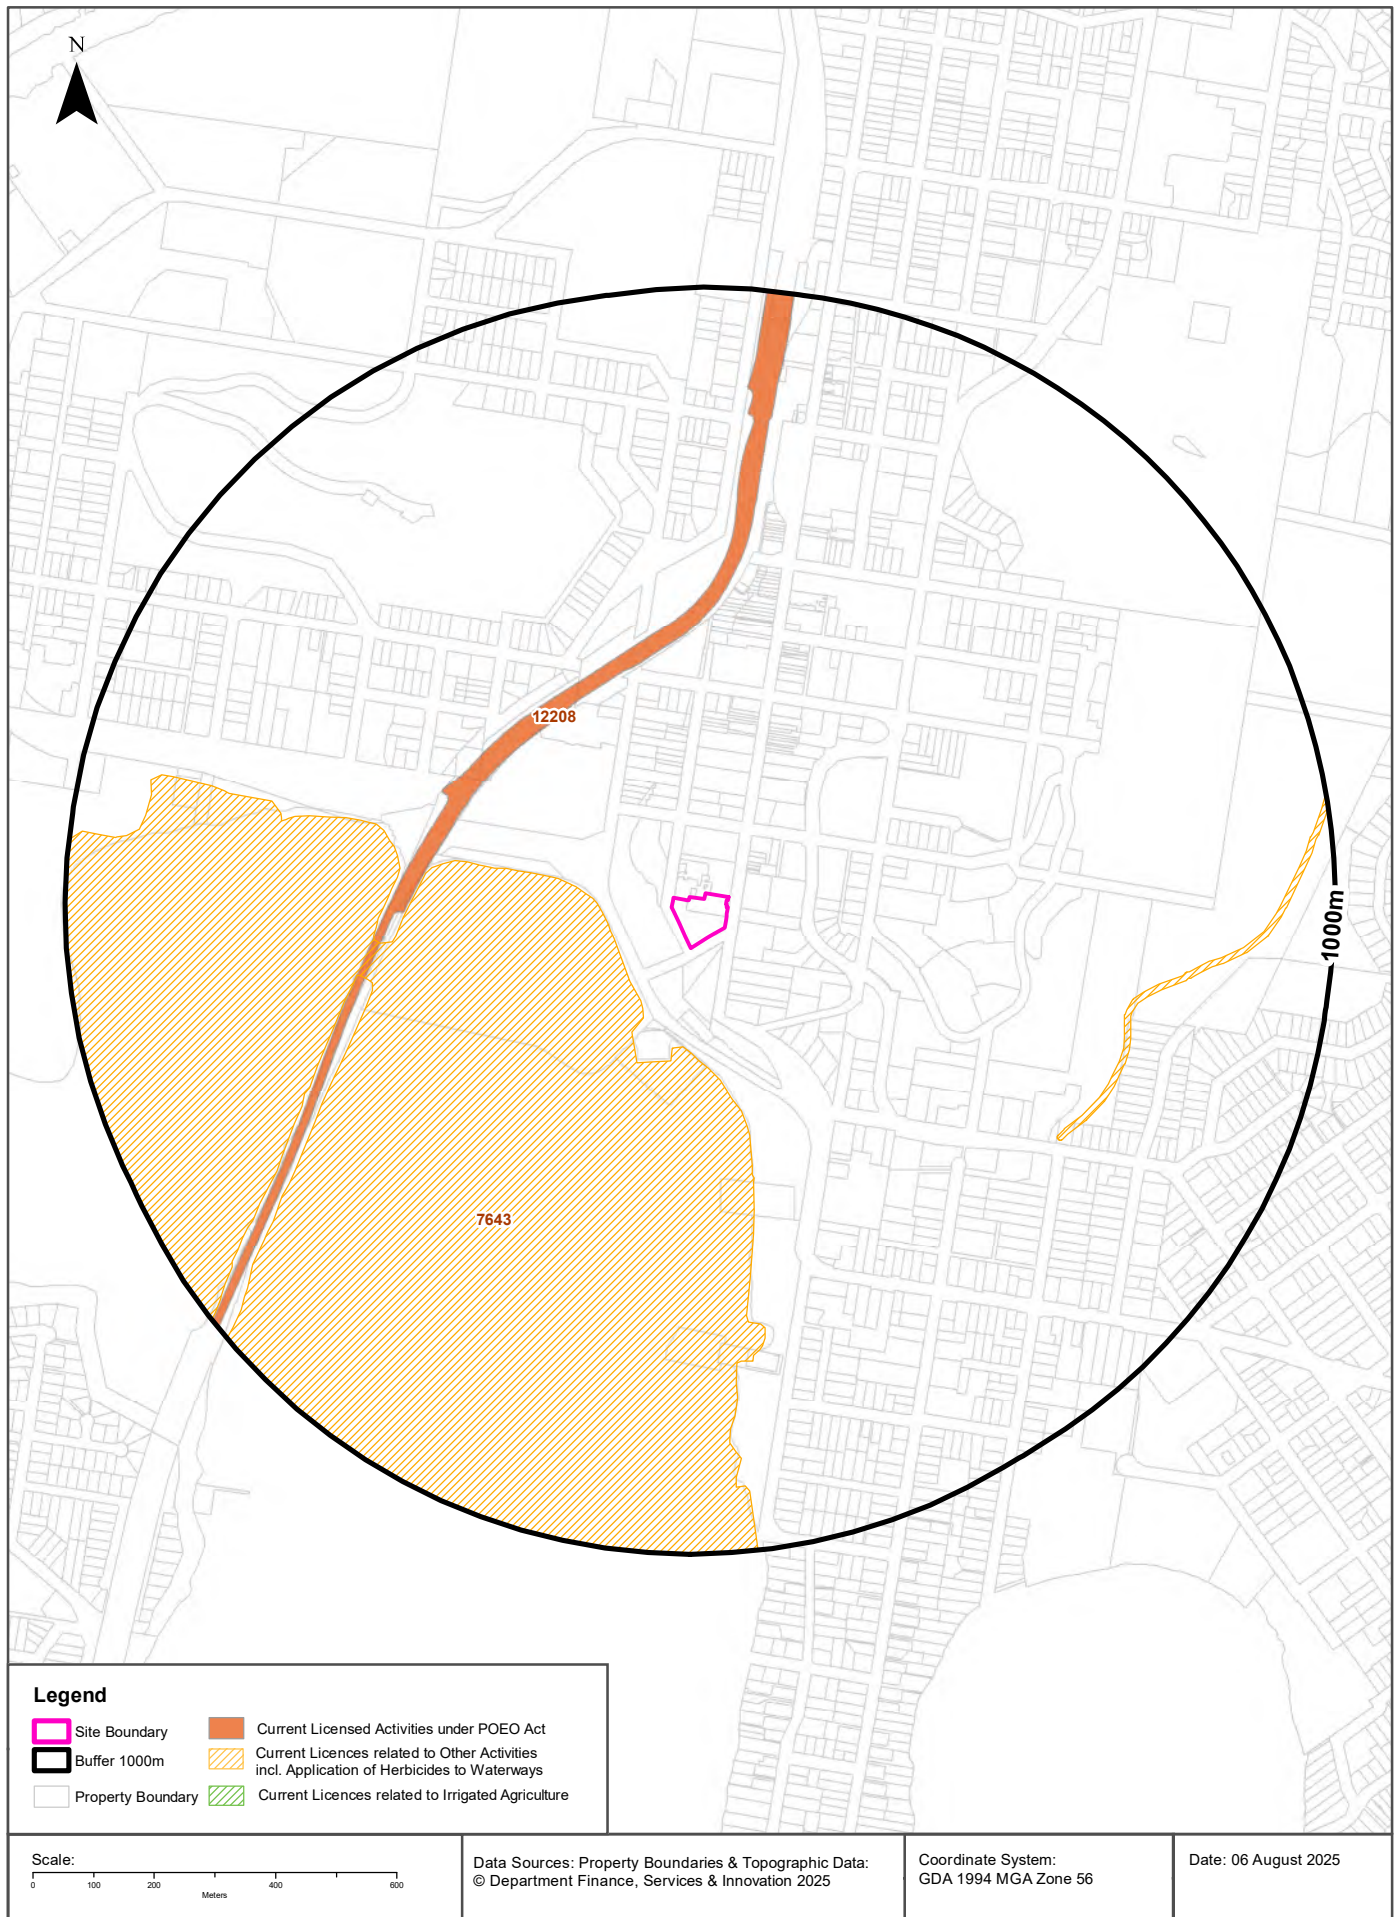 N
12208
1000m
7643
Legend
Site Boundary
Buffer 1000m
Property Boundary
Current Licensed Activities under POEO Act
Current Licences related to Other Activities
incl. Application of Herbicides to Waterways
Current Licences related to Irrigated Agriculture
Scale:
0 100 200 400 600
Meters
Data Sources: Property Boundaries & Topographic Data:
© Department Finance, Services & Innovation 2025
Coordinate System:
GDA 1994 MGA Zone 56
Date: 06 August 2025